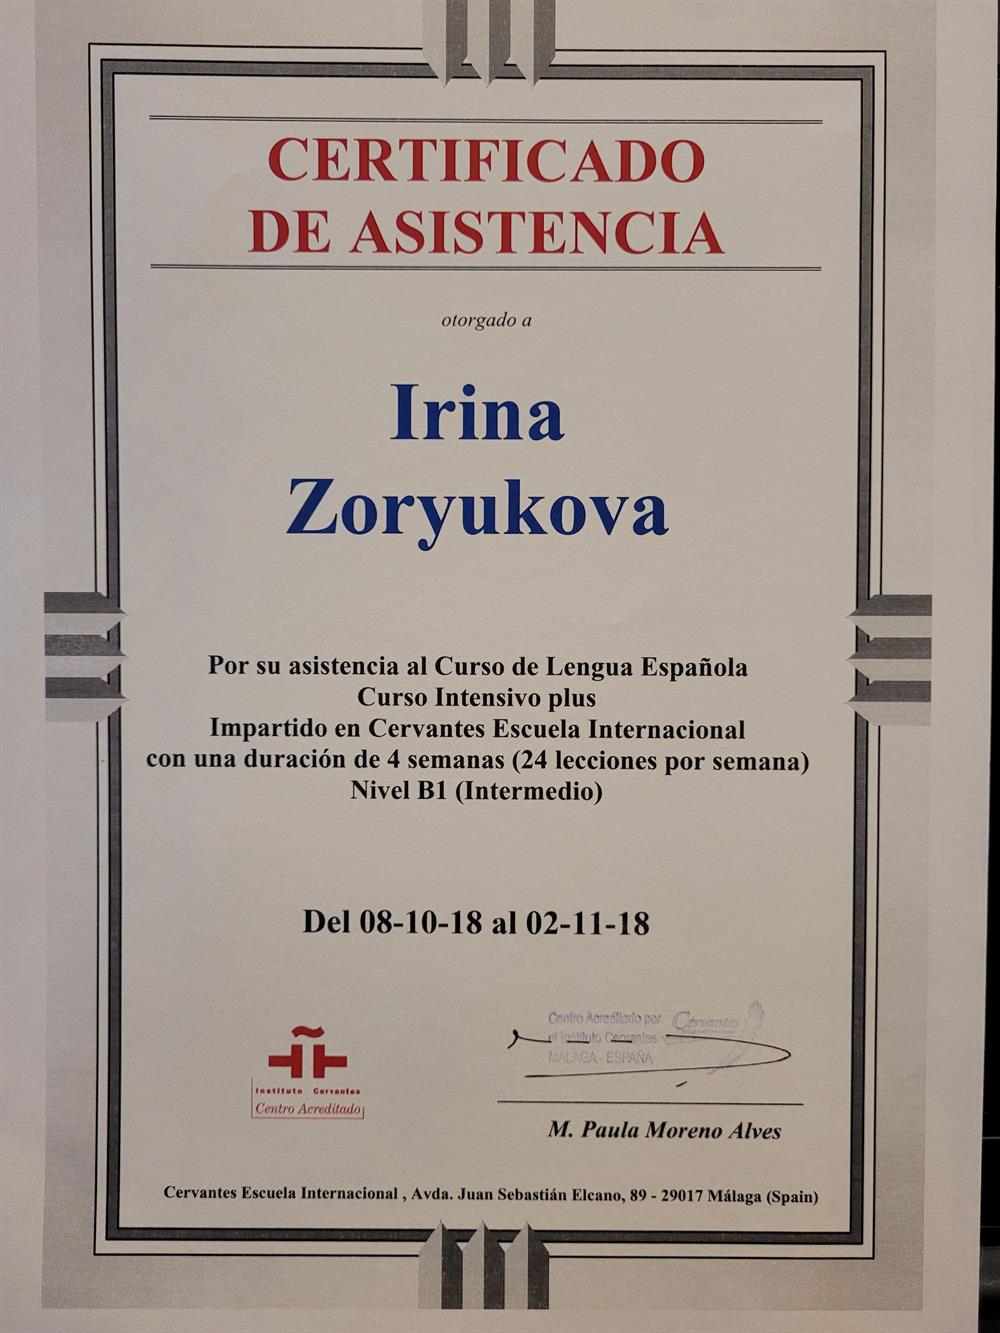 CERTIFICADO
DE ASISTENCIA
otorgado a
Irina
Zoryukova
Por su asistencia al Curso de Lengua Española
Curso Intensivo plus
Impartido en Cervantes Escuela Internacional
con una duración de 4 semanas (24 lecciones por semana)
Nivel B1 (Intermedio)
Del 08-10-18 al 02-11-18
Centro Acreditado por
el Instituto Cervantes
MALAGA - ESPAÑA
Cervantes
Instituto Cervantes
Centro Acreditado
M. Paula Moreno Alves
Cervantes Escuela Internacional , Avda. Juan Sebastián Elcano, 89 - 29017 Málaga (Spain)